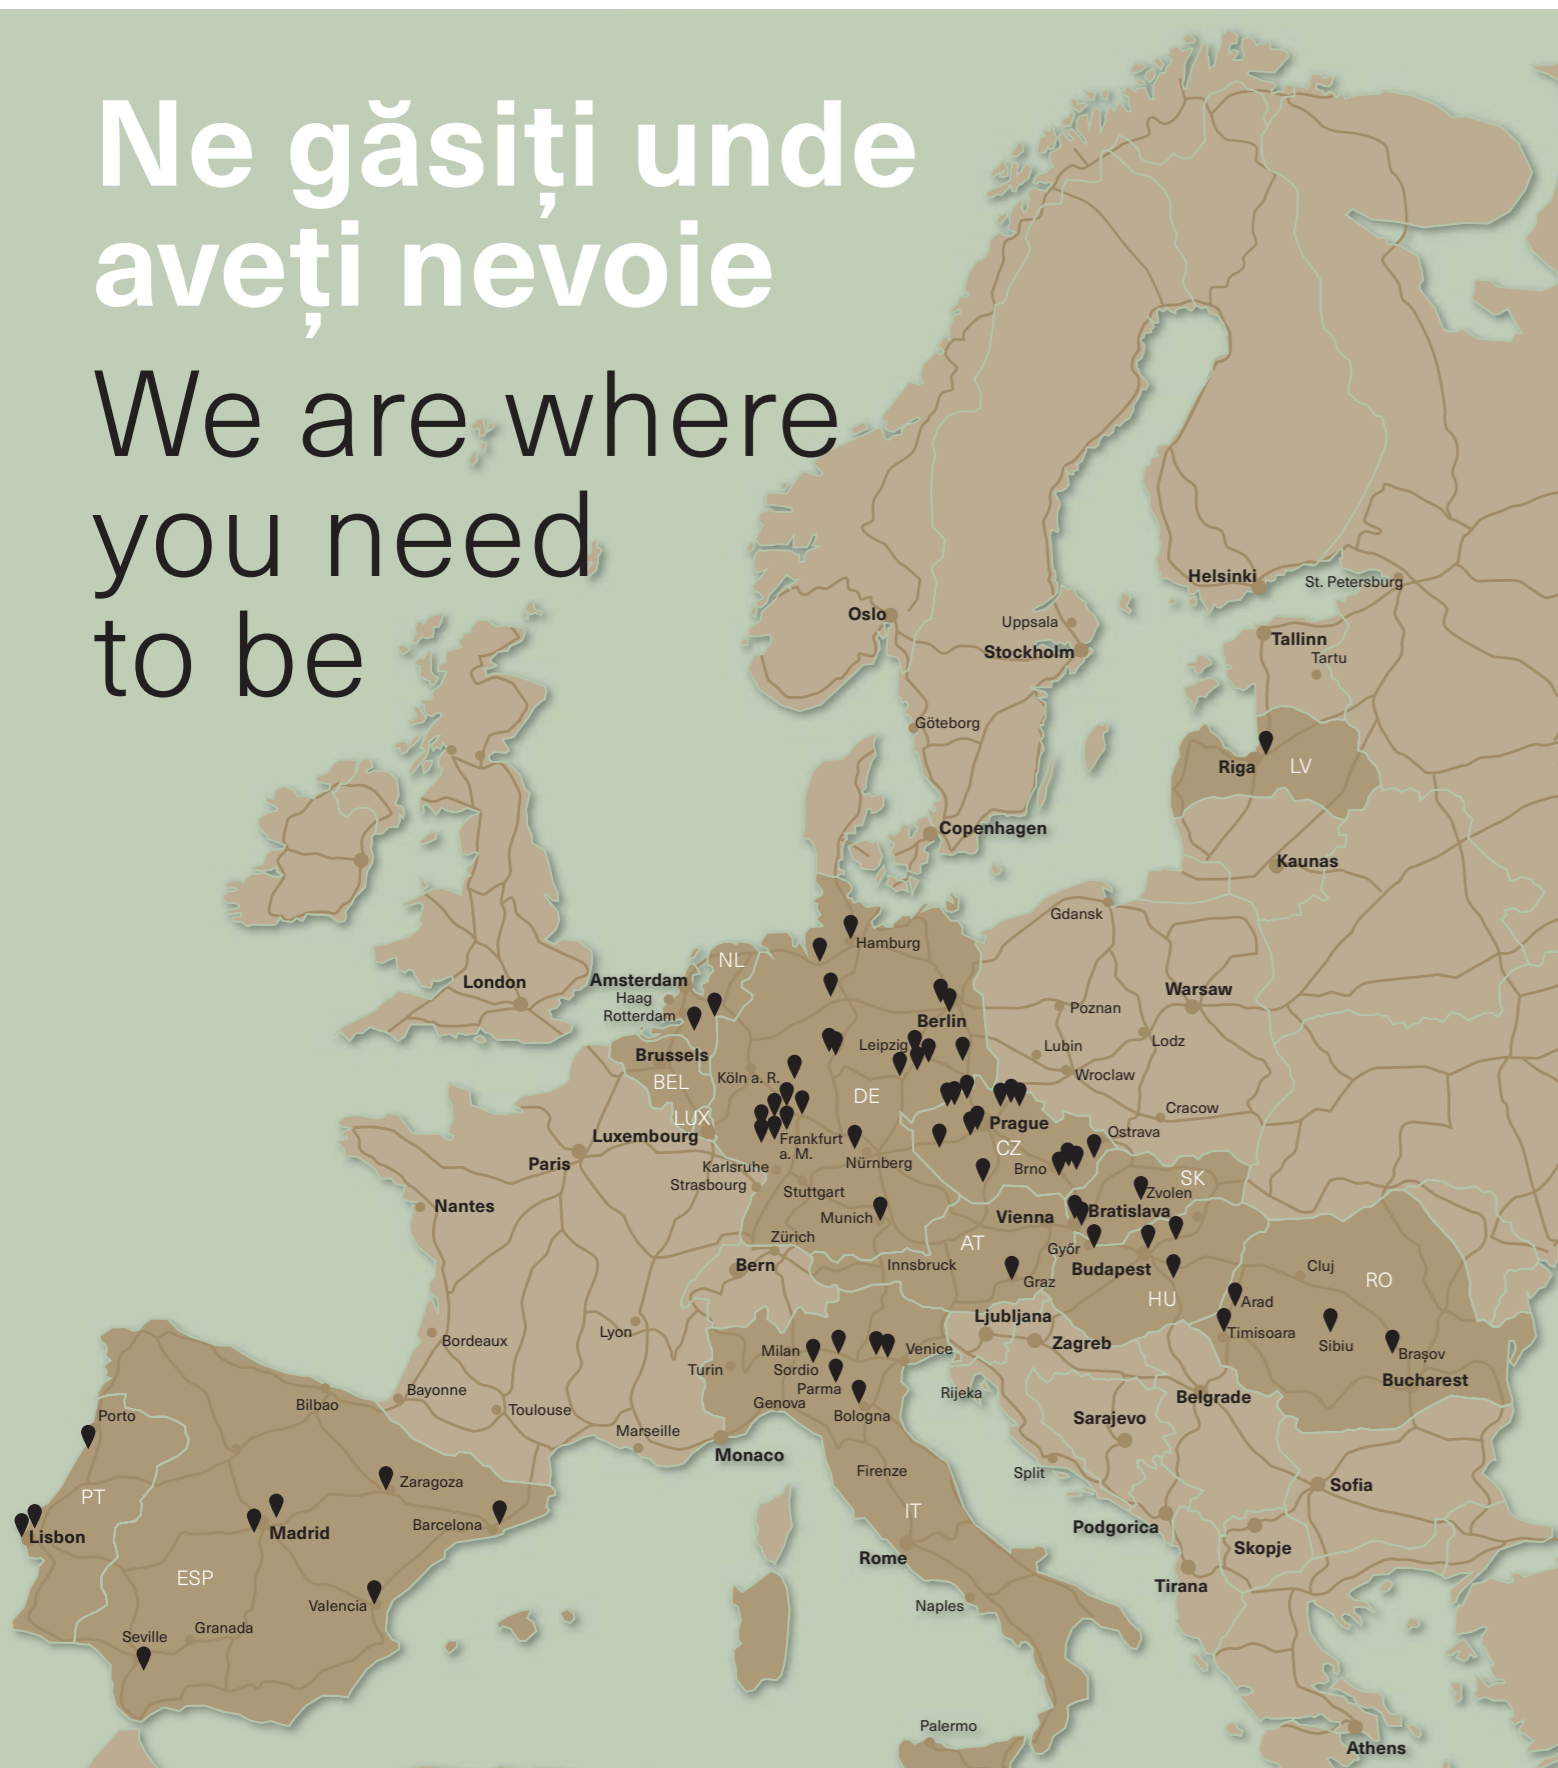 Ne găsiți unde
aveți nevoie
We are where
you need
to be
Helsinki
St. Petersburg
Oslo
Uppsala
Stockholm
Tallinn
Tartu
Göteborg
Riga
LV
Copenhagen
Kaunas
Gdansk
Hamburg
NL
London
Amsterdam
Haag
Rotterdam
Warsaw
Poznan
Berlin
Lodz
Leipzig
Lubin
Brussels
BEL
Köln a. R.
Wroclaw
DE
Cracow
LUX
Luxembourg
Prague
Ostrava
Frankfurt
a. M.
CZ
Paris
Karlsruhe
Nürnberg
Brno
Strasbourg
SK
Zvolen
Stuttgart
Nantes
Munich
Vienna
Bratislava
Zürich
AT
Győr
Bern
Innsbruck
Budapest
Cluj
Graz
RO
HU
Arad
Ljubljana
Bordeaux
Lyon
Zagreb
Timisoara
Milan
Venice
Sibiu
Brașov
Turin
Sordio
Bucharest
Bayonne
Parma
Rijeka
Belgrade
Bilbao
Genova
Toulouse
Porto
Bologna
Sarajevo
Marseille
Monaco
Firenze
Split
Zaragoza
Sofia
PT
IT
Barcelona
Podgorica
Lisbon
Madrid
Skopje
Rome
ESP
Tirana
Valencia
Naples
Granada
Seville
Palermo
Athens